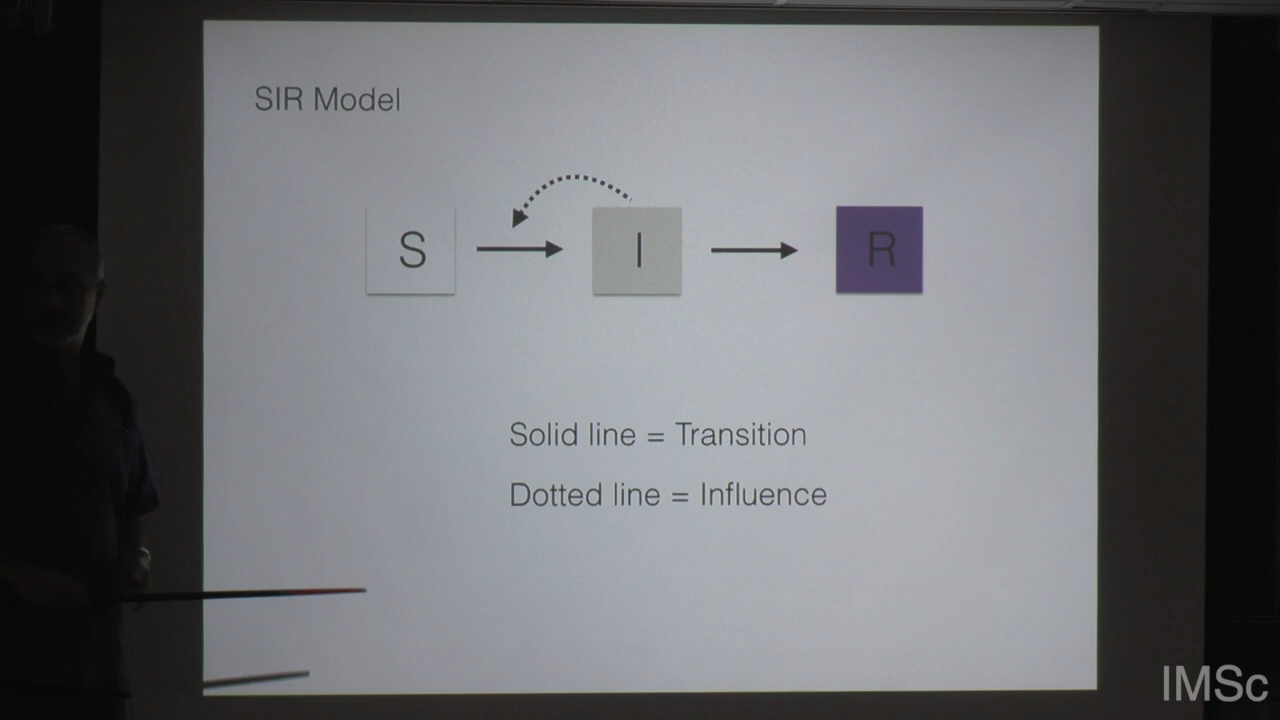 SIR Model
S I R
Solid line = Transition
Dotted line = Influence
IMSc